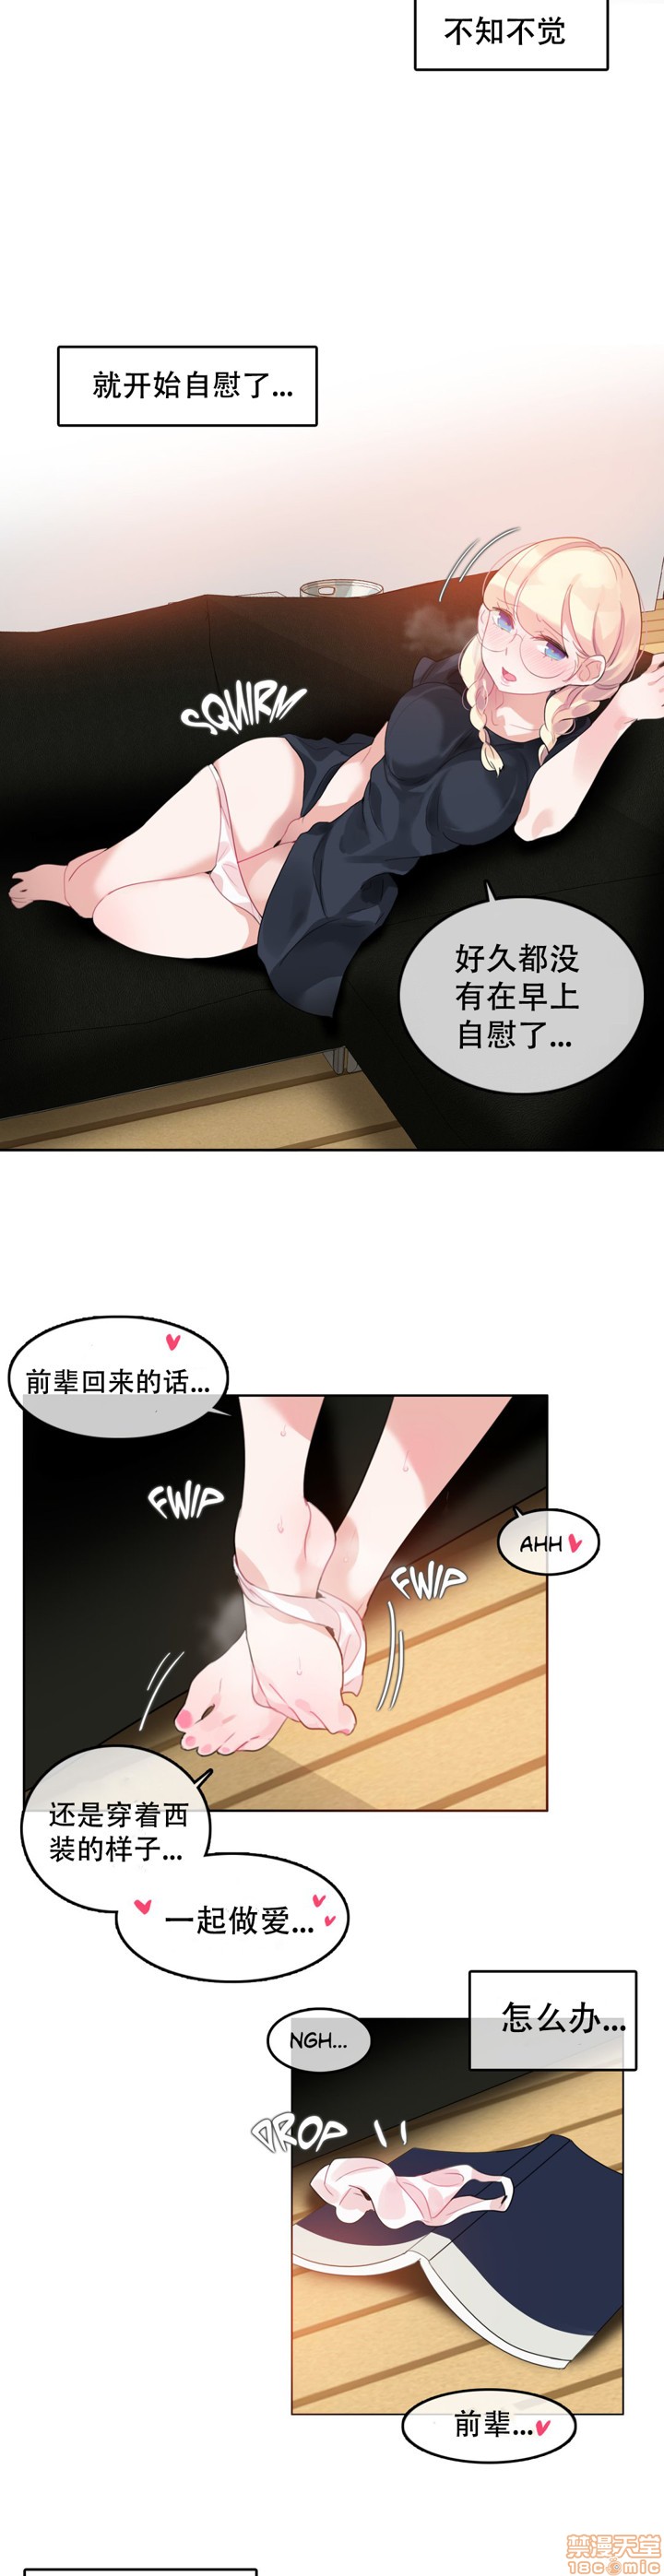 不知不觉
就开始自慰了...
SQUIRM
好久都没
有在早上
自慰了...
前辈回来的话...
FWIP
AHH
FWIP
还是穿着西
装的样子...
一起做爱...
怎么办...
NGH...
DROP
前辈...
禁漫天堂
18comic